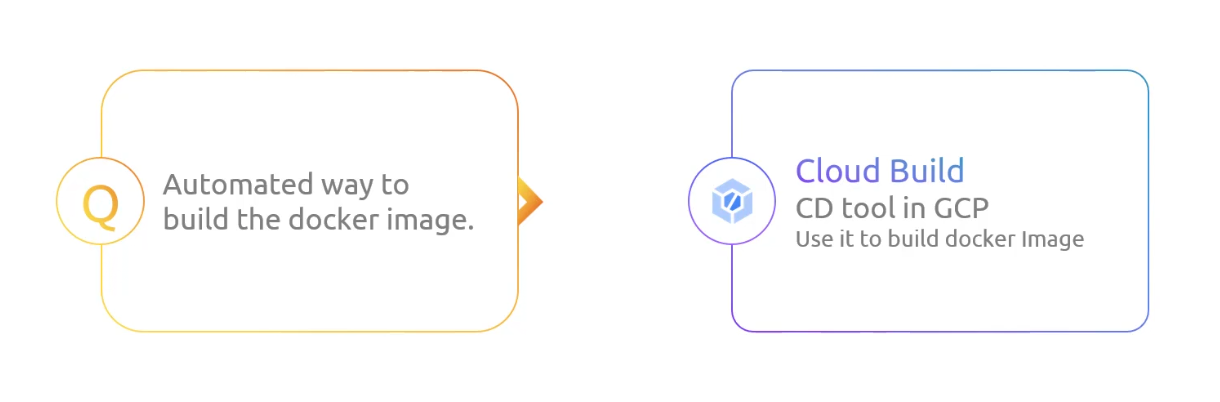 Q
Automated way to
build the docker image.
Cloud Build
CD tool in GCP
Use it to build docker Image